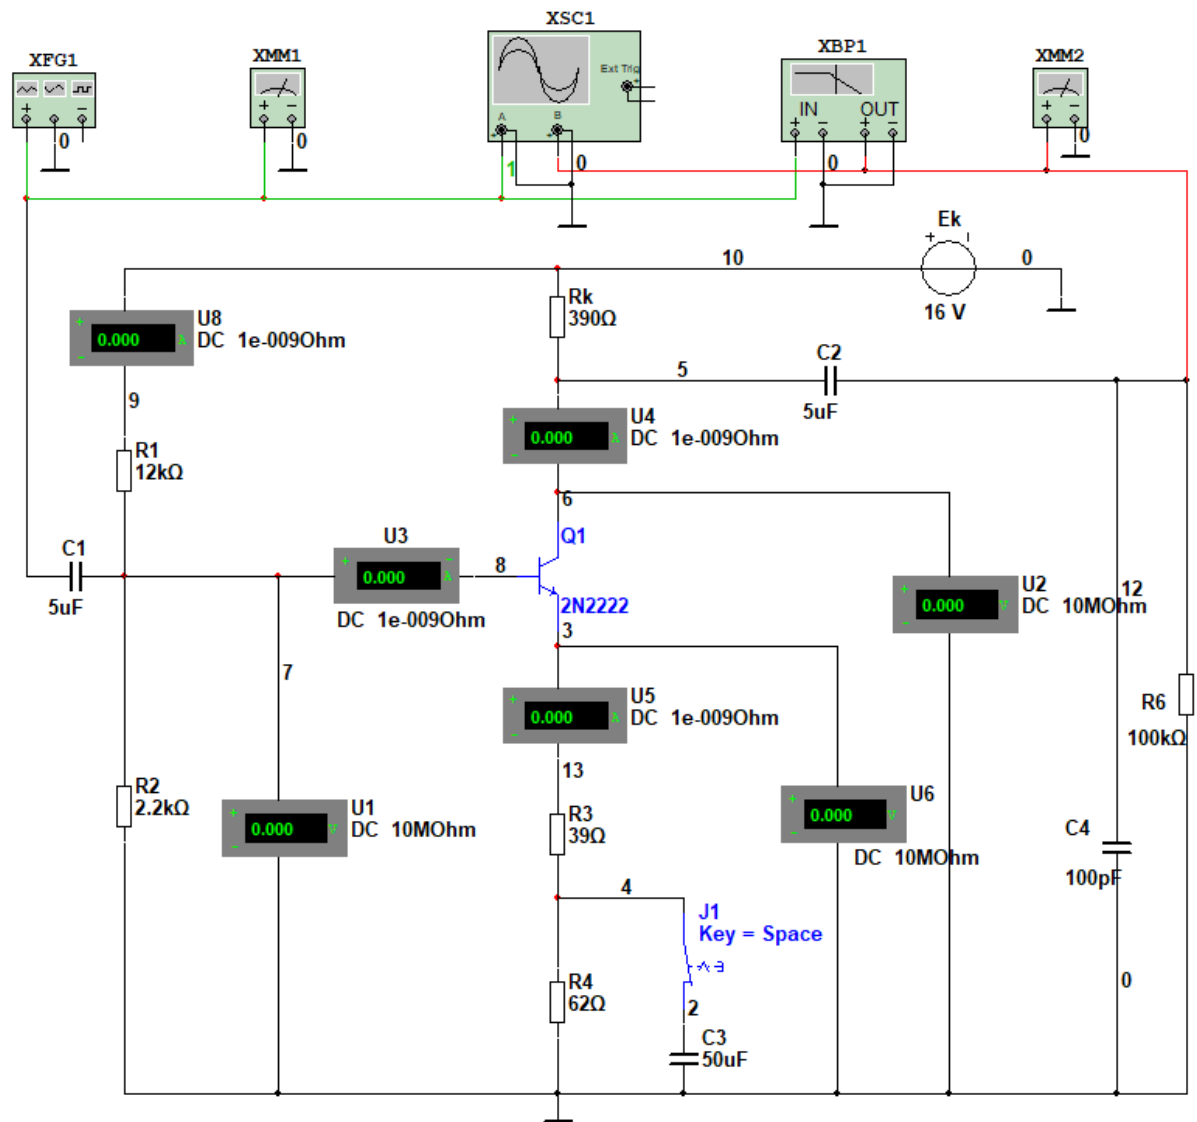 XSC1
XFG1
XMM1
XBP1
XMM2
Ext Trig
+
+ −
+ −
A
B
IN
OUT
+ −
+ −
+ −
0
0
1
0
0
0
Ek
+
10
0
16 V
Rk
390Ω
U8
0.000 A
DC 1e-009Ohm
C2
5
5uF
9
U4
0.000 A
DC 1e-009Ohm
R1
12kΩ
6
Q1
C1
U3
8
0.000 A
5uF
DC 1e-009Ohm
2N2222
3
U2
0.000 V
DC 10MOhm
12
7
U5
0.000 A
DC 1e-009Ohm
R6
100kΩ
13
R2
2.2kΩ
U1
0.000 V
DC 10MOhm
R3
39Ω
U6
0.000 V
DC 10MOhm
C4
100pF
4
J1
Key = Space
R4
62Ω
2
0
C3
50uF